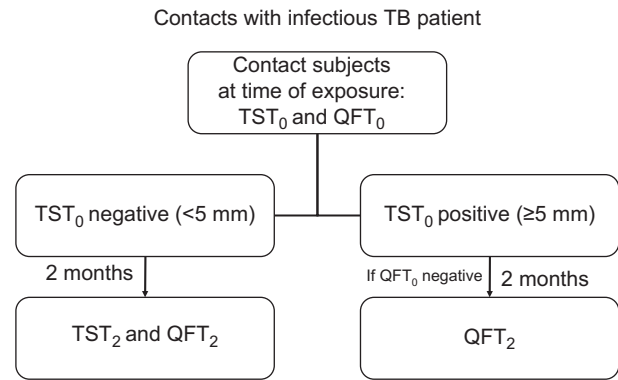 Contacts with infectious TB patient
Contact subjects
at time of exposure:
TST₀ and QFT₀
TST₀ negative (<5 mm)
TST₀ positive (≥5 mm)
2 months
If QFT₀ negative
2 months
TST₂ and QFT₂
QFT₂